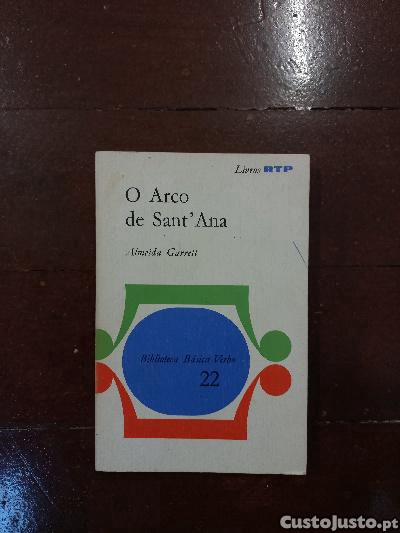 Livros RTP
O Arco
de Sant'Ana
Almeida Garrett
Biblioteca Básica Verbo
22
CustoJusto.pt